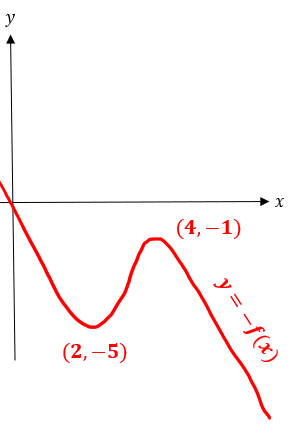 y
x
(4, −1)
y = −f(x)
(2, −5)